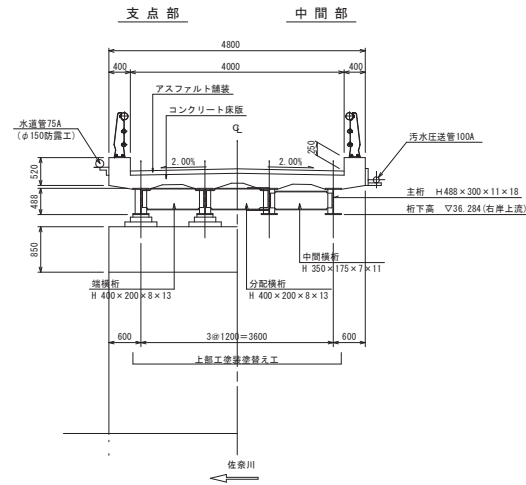 支点部 中間部
4800
400 4000 400
アスファルト舗装
コンクリート床版
水道管75A
(φ150防露工)
℄
250
汚水圧送管100A
2.00% 2.00%
520
488
主桁 H488×300×11×18
桁下高 ▽36.284(右岸上流)
850
中間横桁
H 350×175×7×11
端横桁
H 400×200×8×13
分配横桁
H 400×200×8×13
600 3@1200=3600 600
上部工塗装塗替え工
佐奈川